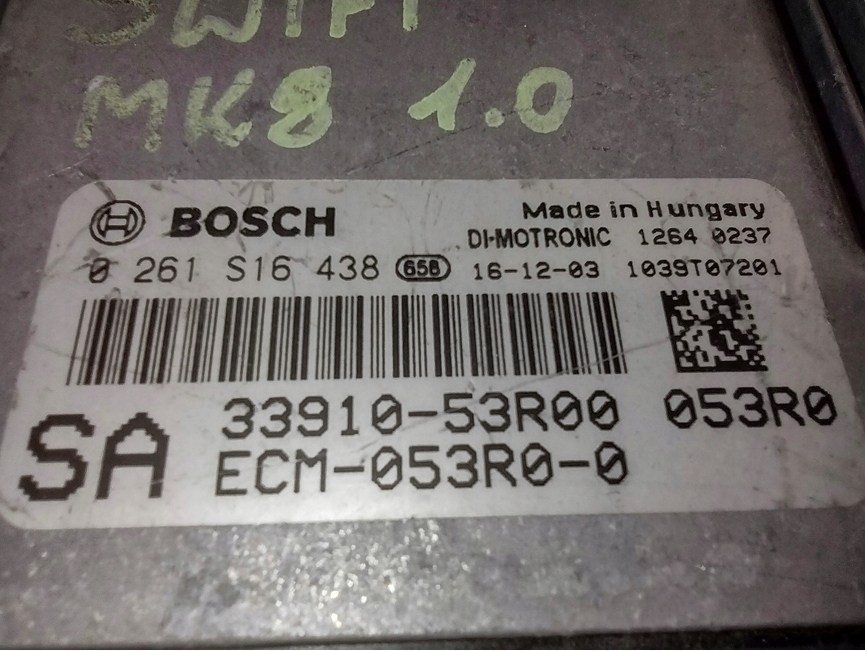 SWIFT
MK8 1.0
BOSCH
Made in Hungary
DI-MOTRONIC 1264 0237
0 261 S16 438 658 16-12-03 1039T07201
SA
33910-53R00 053R0
ECM-053R0-0